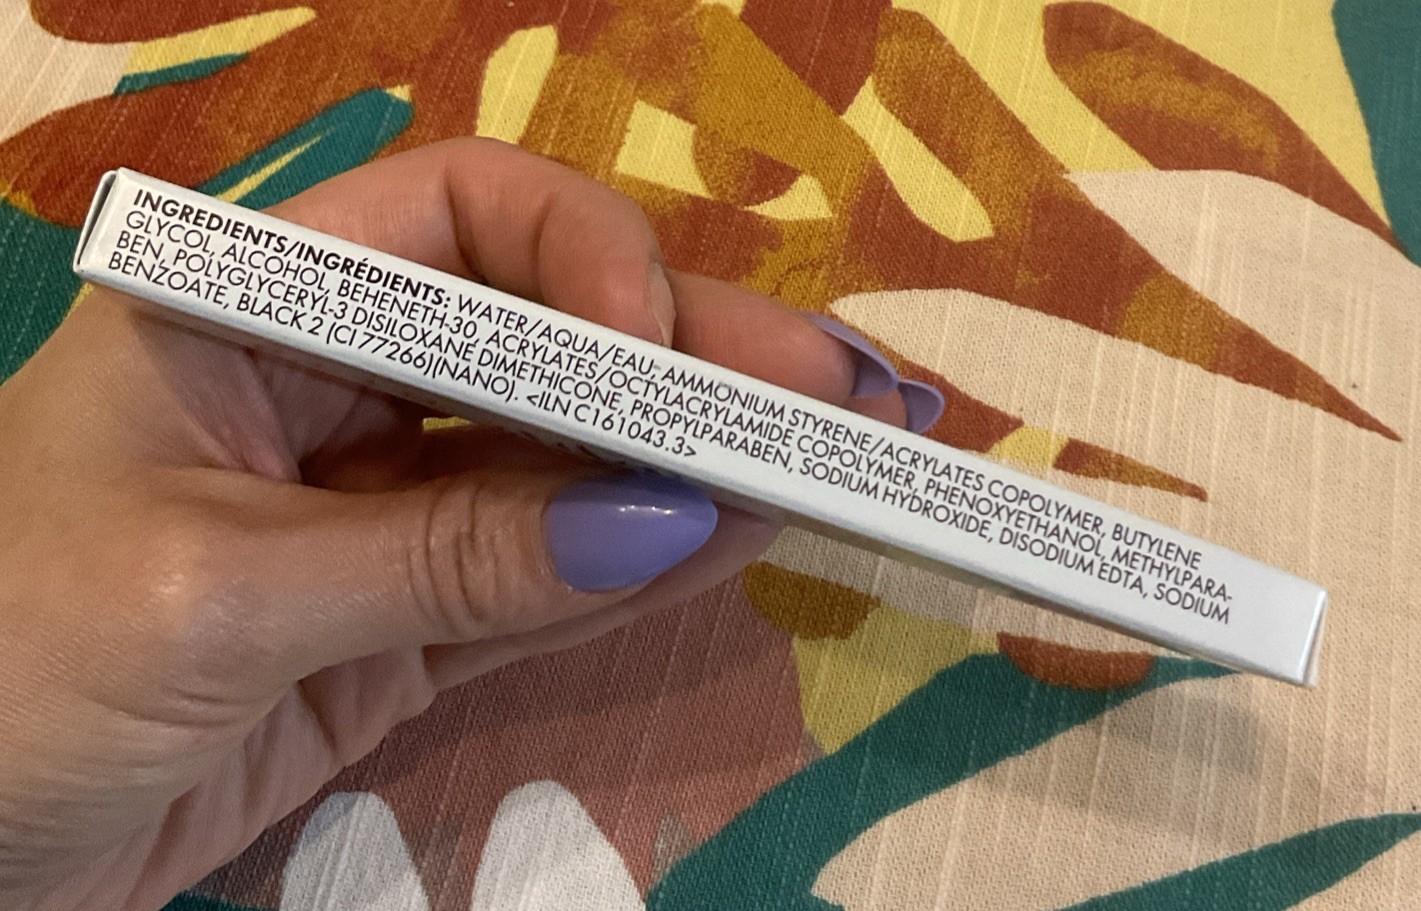 INGREDIENTS/INGRÉDIENTS: WATER/AQUA/EAU, AMMONIUM STYRENE/ACRYLATES COPOLYMER, BUTYLENE
GLYCOL, ALCOHOL, BEHENETH-30, ACRYLATES/OCTYLACRYLAMIDE COPOLYMER, PHENOXYETHANOL, METHYLPARA-
BEN, POLYGLYCERYL-3 DISILOXANE DIMETHICONE, PROPYLPARABEN, SODIUM HYDROXIDE, DISODIUM EDTA, SODIUM
BENZOATE, BLACK 2 (CI 77266)(NANO). <ILN C161043.3>